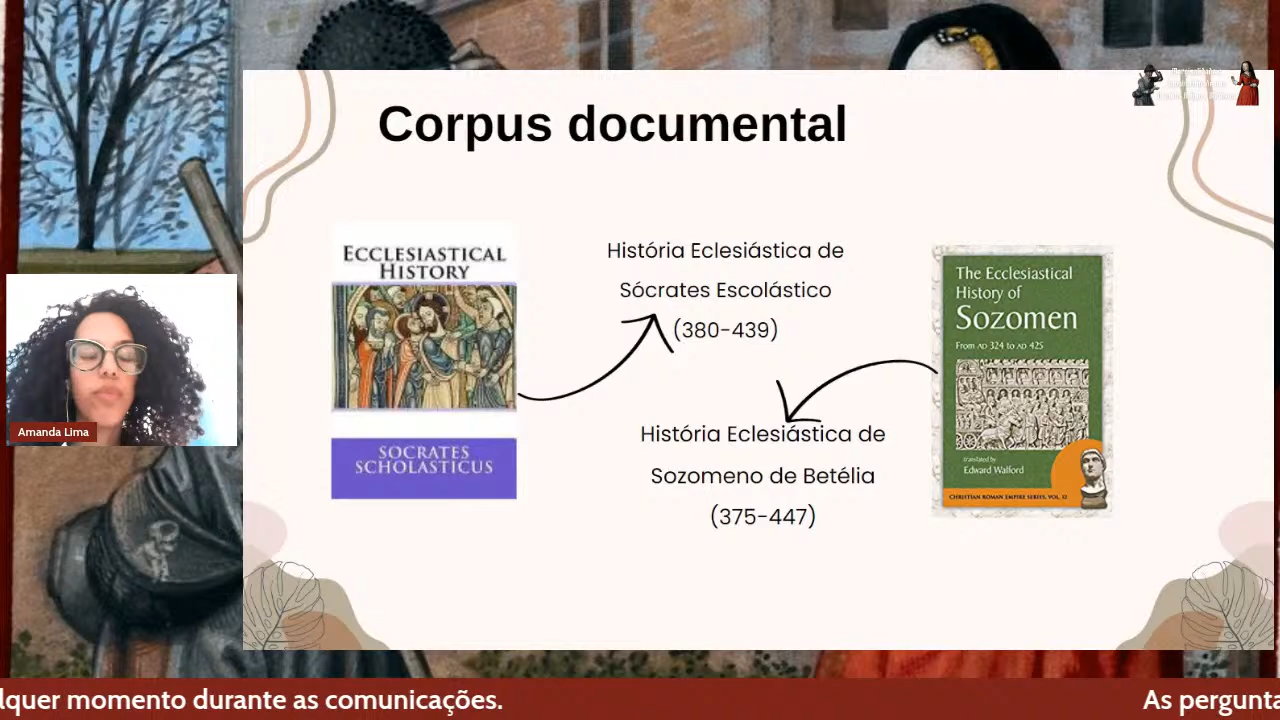 Corpus documental
ECCLESIASTICAL
HISTORY
SOCRATES
SCHOLASTICUS
História Eclesiástica de
Sócrates Escolástico
(380-439)
História Eclesiástica de
Sozomeno de Betélia
(375-447)
The Ecclesiastical
History of
Sozomen
From AD 324 to AD 425
translated by
Edward Walford
CHRISTIAN ROMAN EMPIRE SERIES, VOL. 12
Amanda Lima
lquer momento durante as comunicações.
As pergunta